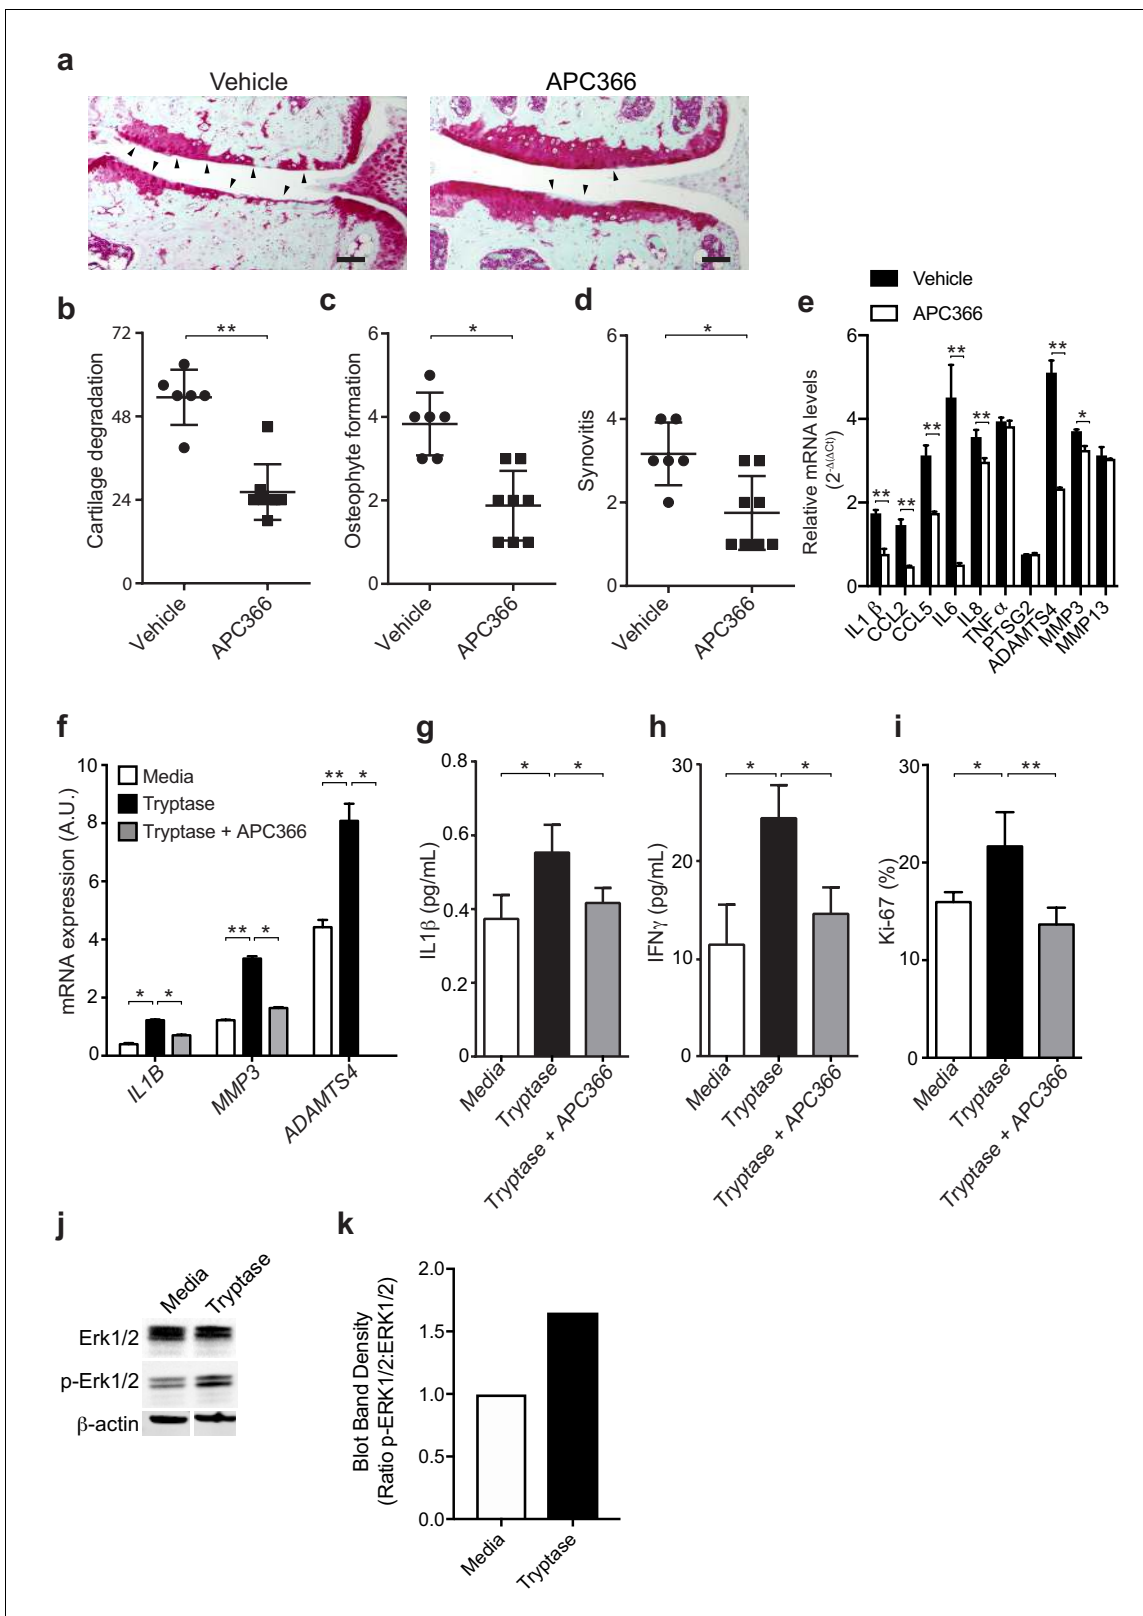 a
Vehicle
APC366
b
Cartilage degradation
72
48
24
0
**
Vehicle
APC366
c
Osteophyte formation
6
4
2
0
*
Vehicle
APC366
d
Synovitis
6
4
2
0
*
Vehicle
APC366
e
Vehicle
APC366
Relative mRNA levels
(2-Δ(ΔCt))
6
4
2
0
**
**
**
**
**
**
*
IL1 β
CCL2
CCL5
IL6
IL8
TNF α
PTSG2
ADAMTS4
MMP3
MMP13
f
Media
Tryptase
Tryptase + APC366
mRNA expression (A.U.)
10
8
6
4
2
0
* *
** *
** *
IL1B
MMP3
ADAMTS4
g
IL1β (pg/mL)
0.8
0.6
0.4
0.2
0
* *
Media
Tryptase
Tryptase + APC366
h
IFNγ (pg/mL)
30
20
10
0
* *
Media
Tryptase
Tryptase + APC366
i
Ki-67 (%)
30
20
10
0
* **
Media
Tryptase
Tryptase + APC366
j
Media
Tryptase
Erk1/2
p-Erk1/2
β-actin
k
Blot Band Density
(Ratio p-ERK1/2:ERK1/2)
2.0
1.5
1.0
0.5
0.0
Media
Tryptase